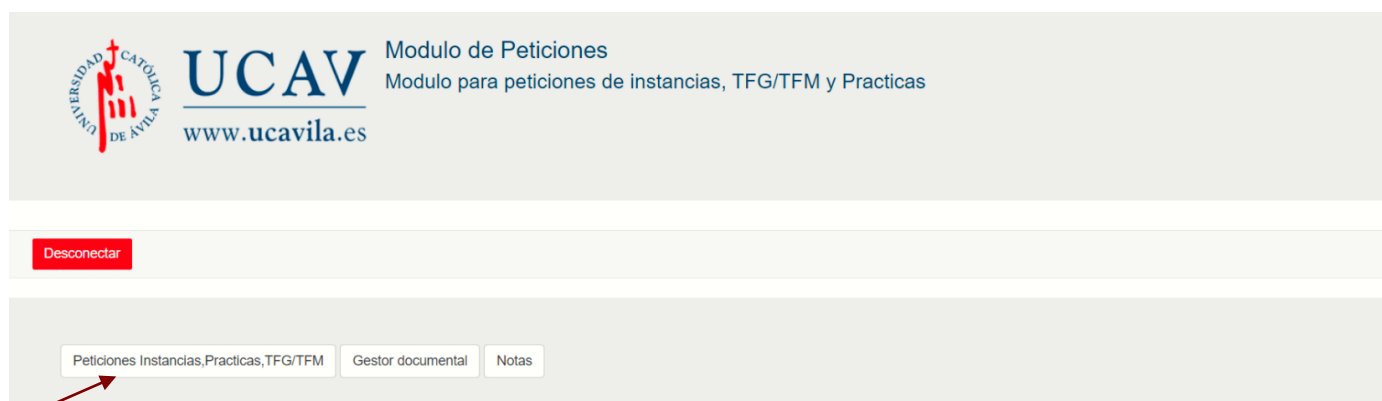 UNIVERSIDAD CATÓLICA DE ÁVILA
UCAV
www.ucavila.es
Modulo de Peticiones
Modulo para peticiones de instancias, TFG/TFM y Practicas
Desconectar
Peticiones Instancias,Practicas,TFG/TFM
Gestor documental
Notas